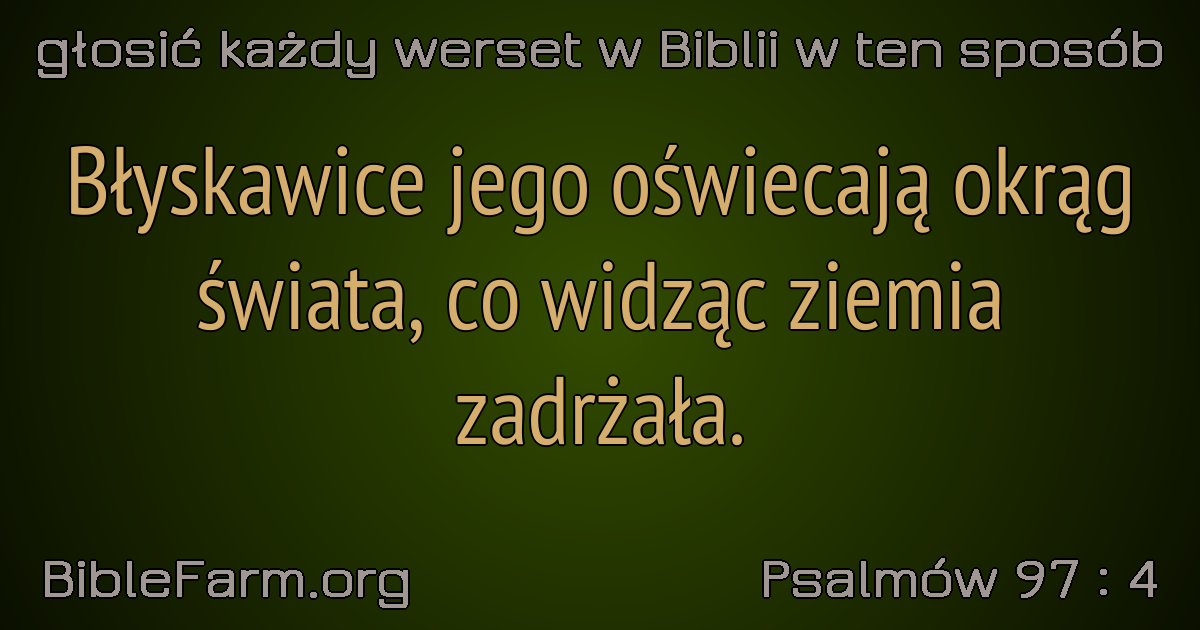 głosić każdy werset w Biblii w ten sposób
Błyskawice jego oświecają okrąg
świata, co widząc ziemia
zadrżała.
BibleFarm.org
Psalmów 97 : 4